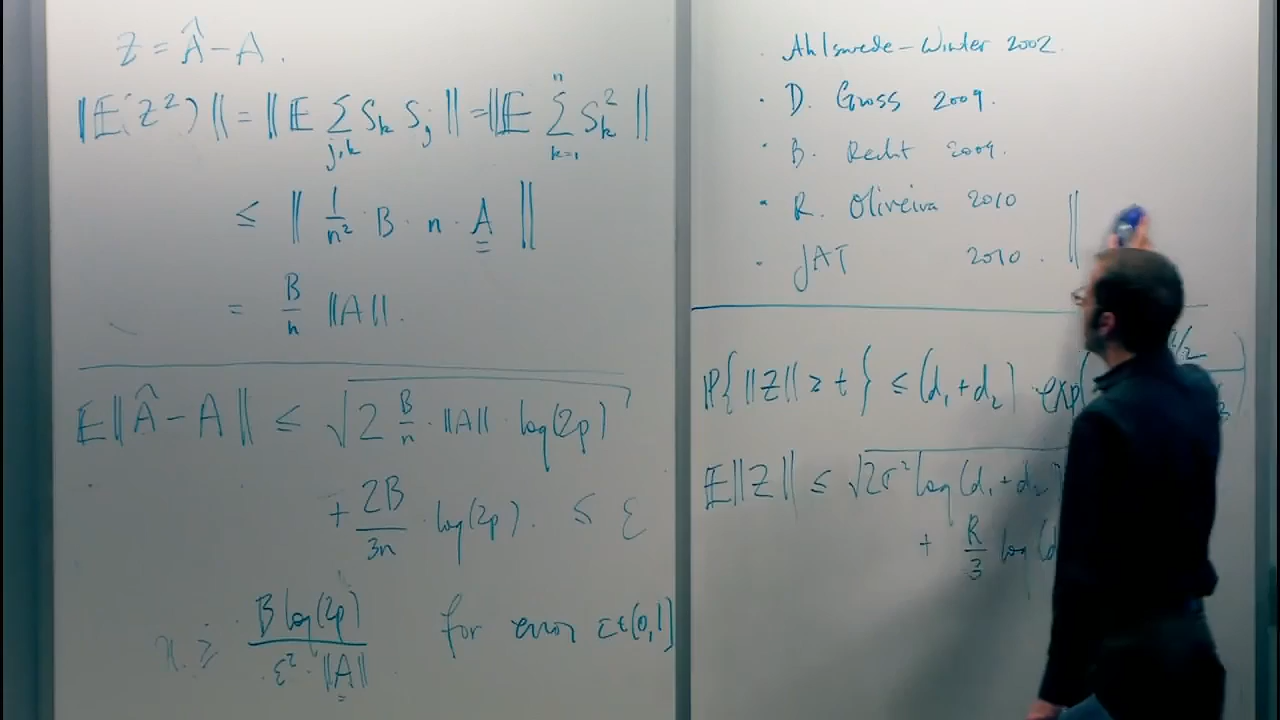 Z = Â − A.
‖E(Z²)‖ = ‖E ∑_{j,k} S_k S_j‖ = ‖E ∑_{k=1}^{n} S_k²‖
≤ ‖ 1/n² · B · n · A ‖
= B/n ‖A‖.
E‖Â − A‖ ≤ √(2 B/n · ‖A‖ · log(2p))
+ 2B/3n · log(2p). ≤ ε
n ≥ B log(2p) / ε² · ‖A‖ for error ε∈(0,1]
· Ahlswede–Winter 2002.
· D. Gross 2009.
· B. Recht 2009.
· R. Oliveira 2010
· JAT 2010.
P{‖Z‖ ≥ t} ≤ (d₁+d₂) · exp(
E‖Z‖ ≤ √(2σ² log(d₁+d₂)
+ R/3 log(d